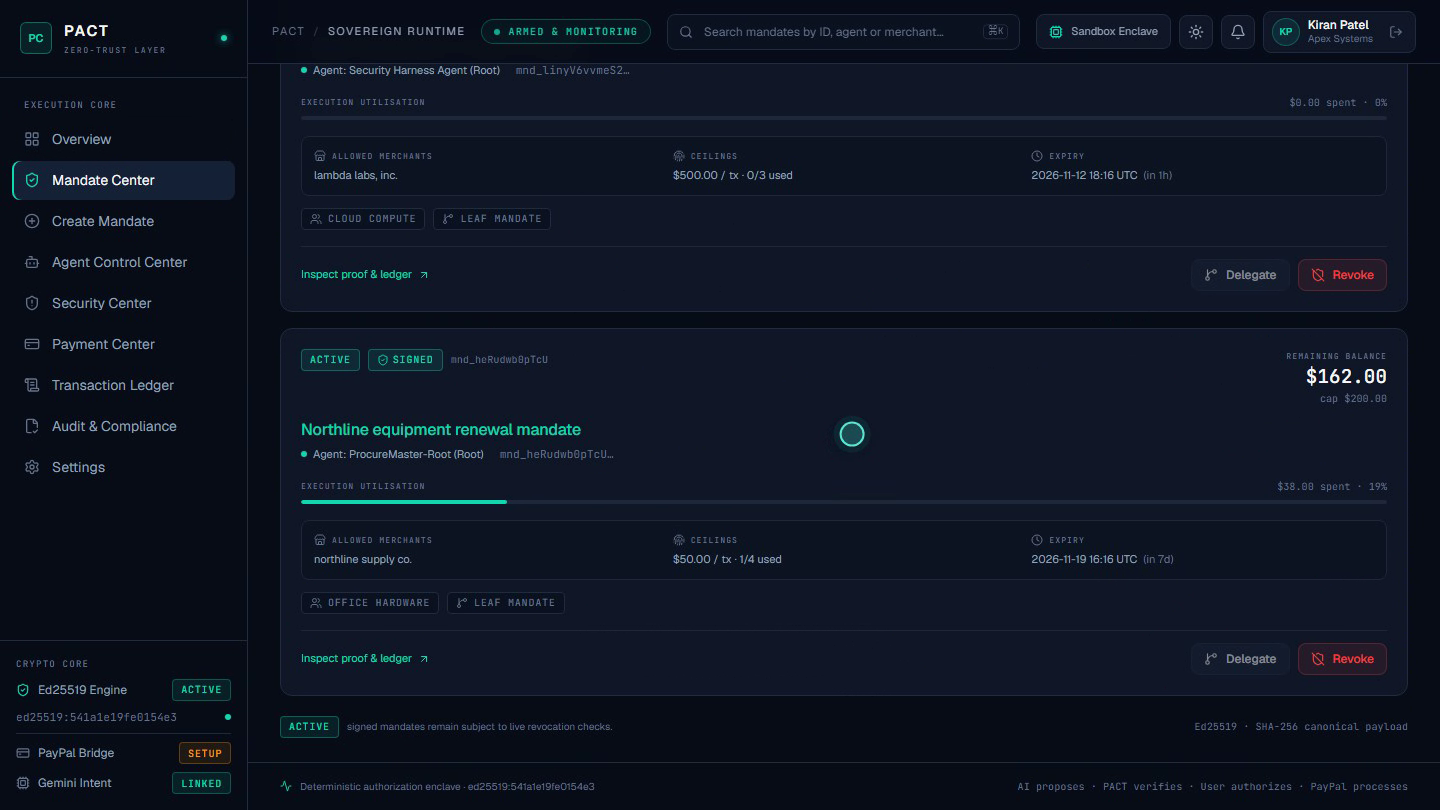 PC
PACT
ZERO-TRUST LAYER
EXECUTION CORE
Overview
Mandate Center
Create Mandate
Agent Control Center
Security Center
Payment Center
Transaction Ledger
Audit & Compliance
Settings
CRYPTO CORE
Ed25519 Engine ACTIVE
ed25519:541a1e19fe0154e3
PayPal Bridge SETUP
Gemini Intent LINKED
PACT / SOVEREIGN RUNTIME
ARMED & MONITORING
Search mandates by ID, agent or merchant… ⌘K
Sandbox Enclave
KP
Kiran Patel
Apex Systems
Agent: Security Harness Agent (Root) mnd_linyV6vvmeS2…
EXECUTION UTILISATION $0.00 spent · 0%
ALLOWED MERCHANTS CEILINGS EXPIRY
lambda labs, inc. $500.00 / tx · 0/3 used 2026-11-12 18:16 UTC (in 1h)
CLOUD COMPUTE LEAF MANDATE
Inspect proof & ledger Delegate Revoke
ACTIVE SIGNED mnd_heRudwb0pTcU
REMAINING BALANCE
$162.00
cap $200.00
Northline equipment renewal mandate
Agent: ProcureMaster-Root (Root) mnd_heRudwb0pTcU…
EXECUTION UTILISATION $38.00 spent · 19%
ALLOWED MERCHANTS CEILINGS EXPIRY
northline supply co. $50.00 / tx · 1/4 used 2026-11-19 16:16 UTC (in 7d)
OFFICE HARDWARE LEAF MANDATE
Inspect proof & ledger Delegate Revoke
ACTIVE signed mandates remain subject to live revocation checks. Ed25519 · SHA-256 canonical payload
Deterministic authorization enclave · ed25519:541a1e19fe0154e3 AI proposes · PACT verifies · User authorizes · PayPal processes